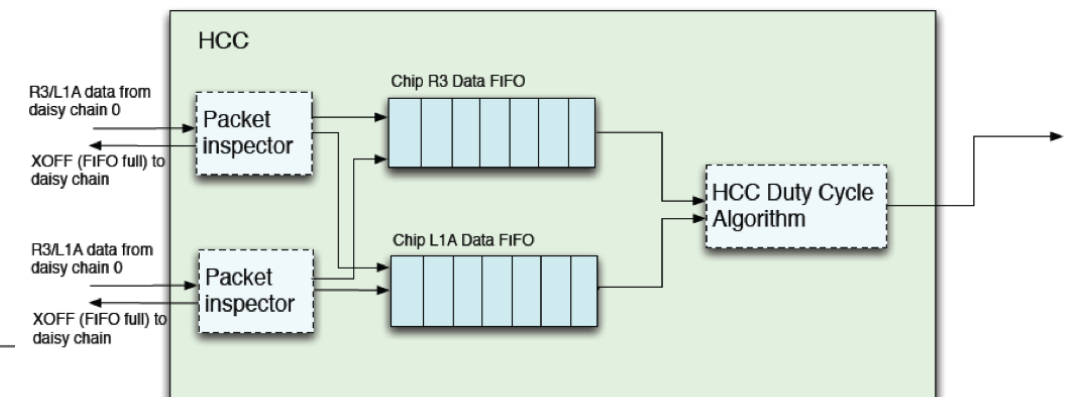 HCC
R3/L1A data from
daisy chain 0
XOFF (FIFO full) to
daisy chain
Packet
inspector
Chip R3 Data FIFO
HCC Duty Cycle
Algorithm
R3/L1A data from
daisy chain 0
XOFF (FIFO full) to
daisy chain
Packet
inspector
Chip L1A Data FIFO